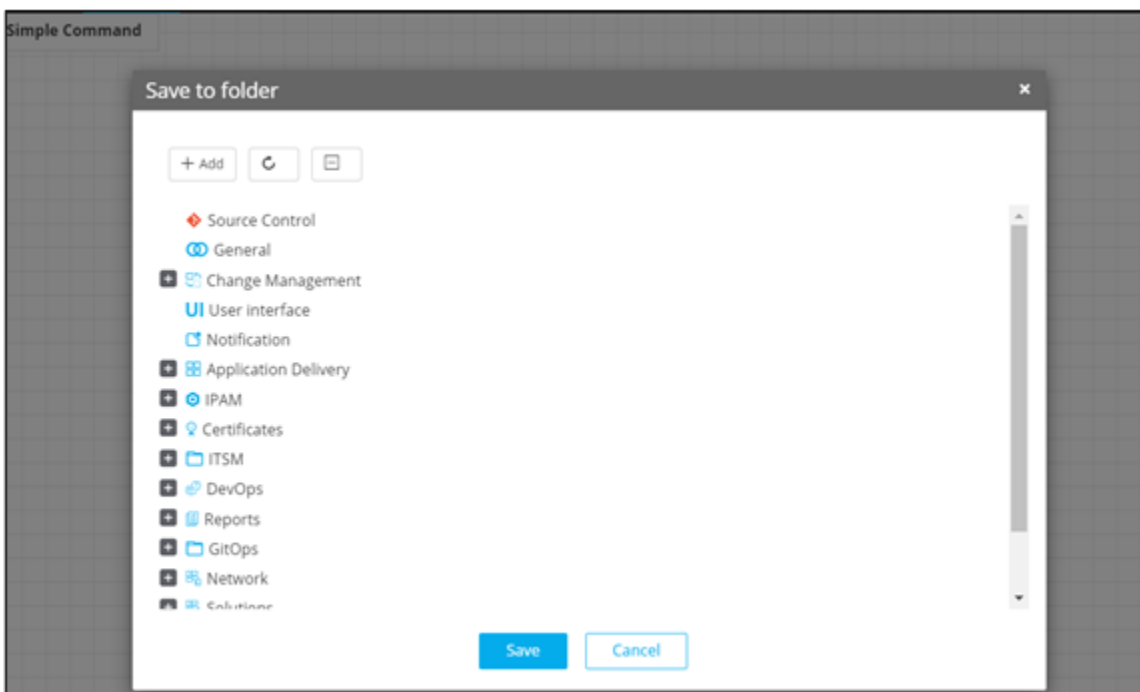 Simple Command
Save to folder
+ Add
Source Control
General
Change Management
UI User interface
Notification
Application Delivery
IPAM
Certificates
ITSM
DevOps
Reports
GitOps
Network
Solutions
Save Cancel